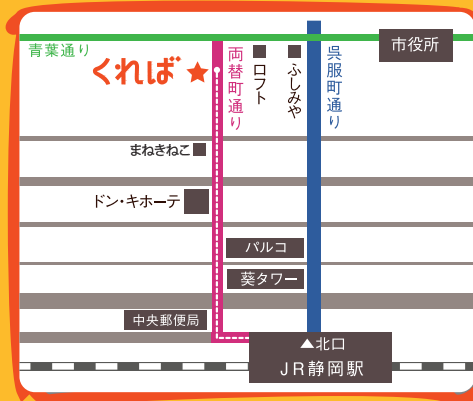 市役所
青葉通り
くれば
両替町通り
ロフト
ふしみや
呉服町通り
まねきねこ
ドン・キホーテ
パルコ
葵タワー
中央郵便局
▲北口
JR静岡駅